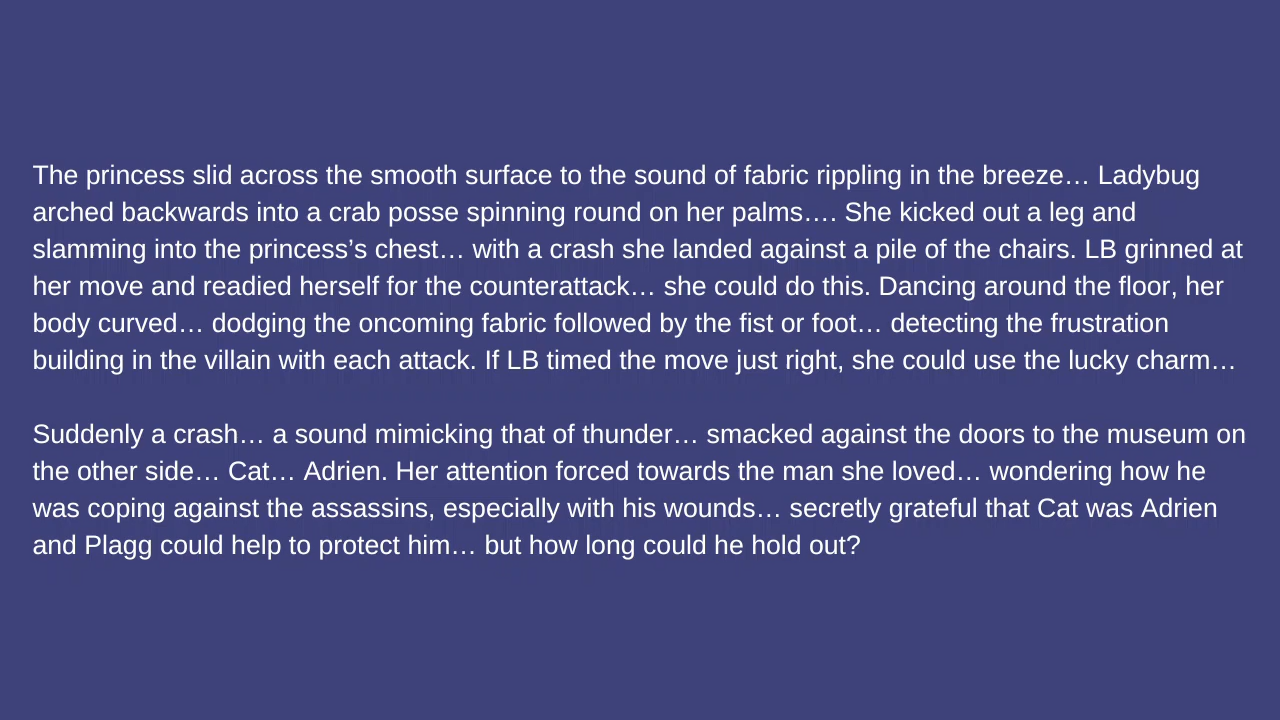 The princess slid across the smooth surface to the sound of fabric rippling in the breeze… Ladybug
arched backwards into a crab posse spinning round on her palms…. She kicked out a leg and
slamming into the princess’s chest… with a crash she landed against a pile of the chairs. LB grinned at
her move and readied herself for the counterattack… she could do this. Dancing around the floor, her
body curved… dodging the oncoming fabric followed by the fist or foot… detecting the frustration
building in the villain with each attack. If LB timed the move just right, she could use the lucky charm…
Suddenly a crash… a sound mimicking that of thunder… smacked against the doors to the museum on
the other side… Cat… Adrien. Her attention forced towards the man she loved… wondering how he
was coping against the assassins, especially with his wounds… secretly grateful that Cat was Adrien
and Plagg could help to protect him… but how long could he hold out?